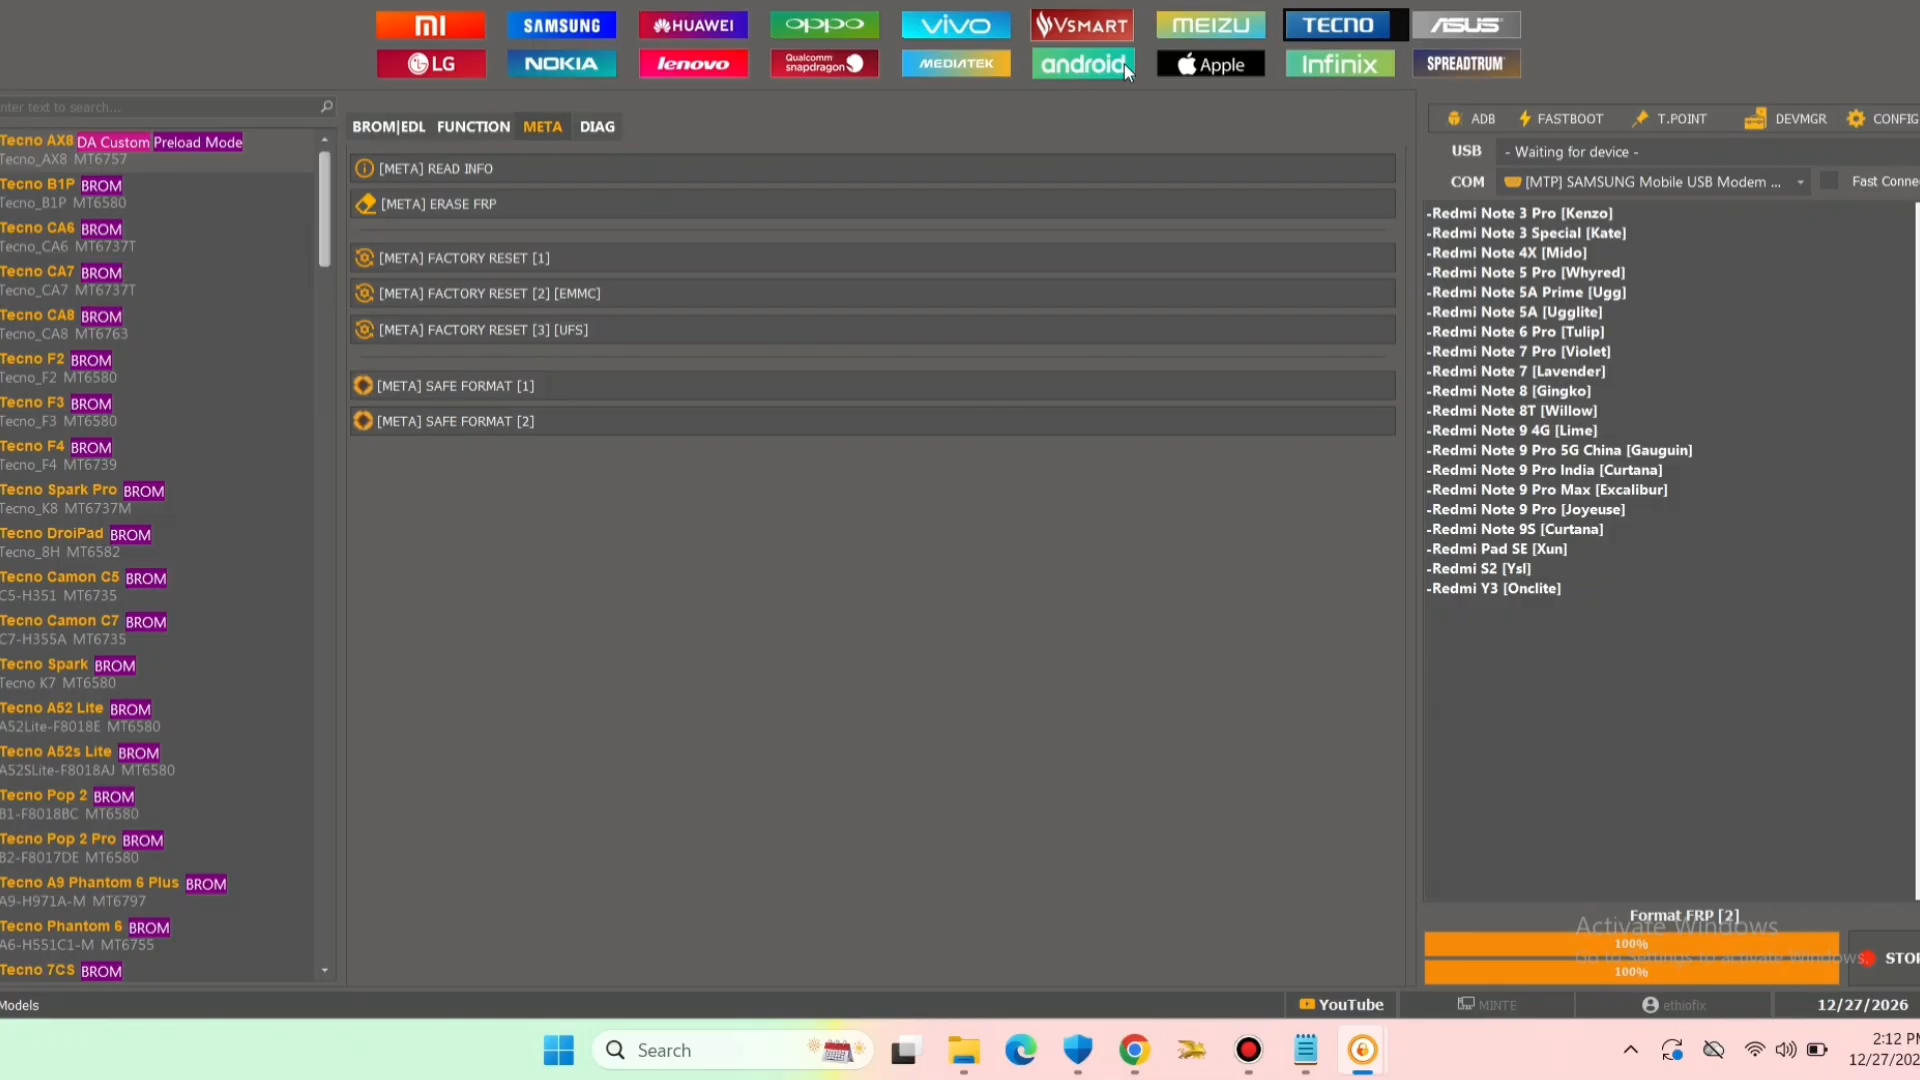 mi SAMSUNG HUAWEI oppo vivo VSMART MEIZU TECNO ASUS
LG NOKIA lenovo Qualcomm snapdragon MEDIATEK android Apple Infinix SPREADTRUM
nter text to search...
Tecno AX8 DA Custom Preload Mode
Tecno_AX8 MT6757
Tecno B1P BROM
Tecno_B1P MT6580
Tecno CA6 BROM
Tecno_CA6 MT6737T
Tecno CA7 BROM
Tecno_CA7 MT6737T
Tecno CA8 BROM
Tecno_CA8 MT6763
Tecno F2 BROM
Tecno_F2 MT6580
Tecno F3 BROM
Tecno_F3 MT6580
Tecno F4 BROM
Tecno_F4 MT6739
Tecno Spark Pro BROM
Tecno_K8 MT6737M
Tecno DroiPad BROM
Tecno_8H MT6582
Tecno Camon C5 BROM
C5-H351 MT6735
Tecno Camon C7 BROM
C7-H355A MT6735
Tecno Spark BROM
Tecno K7 MT6580
Tecno A52 Lite BROM
A52Lite-F8018E MT6580
Tecno A52s Lite BROM
A52SLite-F8018AJ MT6580
Tecno Pop 2 BROM
B1-F8018BC MT6580
Tecno Pop 2 Pro BROM
B2-F8017DE MT6580
Tecno A9 Phantom 6 Plus BROM
A9-H971A-M MT6797
Tecno Phantom 6 BROM
A6-H551C1-M MT6755
Tecno 7CS BROM
BROM|EDL FUNCTION META DIAG
[META] READ INFO
[META] ERASE FRP
[META] FACTORY RESET [1]
[META] FACTORY RESET [2] [EMMC]
[META] FACTORY RESET [3] [UFS]
[META] SAFE FORMAT [1]
[META] SAFE FORMAT [2]
ADB FASTBOOT T.POINT DEVMGR CONFIG
USB - Waiting for device -
COM [MTP] SAMSUNG Mobile USB Modem ... Fast Conne
-Redmi Note 3 Pro [Kenzo]
-Redmi Note 3 Special [Kate]
-Redmi Note 4X [Mido]
-Redmi Note 5 Pro [Whyred]
-Redmi Note 5A Prime [Ugg]
-Redmi Note 5A [Ugglite]
-Redmi Note 6 Pro [Tulip]
-Redmi Note 7 Pro [Violet]
-Redmi Note 7 [Lavender]
-Redmi Note 8 [Gingko]
-Redmi Note 8T [Willow]
-Redmi Note 9 4G [Lime]
-Redmi Note 9 Pro 5G China [Gauguin]
-Redmi Note 9 Pro India [Curtana]
-Redmi Note 9 Pro Max [Excalibur]
-Redmi Note 9 Pro [Joyeuse]
-Redmi Note 9S [Curtana]
-Redmi Pad SE [Xun]
-Redmi S2 [Ysl]
-Redmi Y3 [Onclite]
Format FRP [2]
Activate Windows
100%
Go to Settings to activate Windows.
100%
STOP
Models YouTube MINTE ethiofix 12/27/2026
Search
2:12 PM
12/27/202